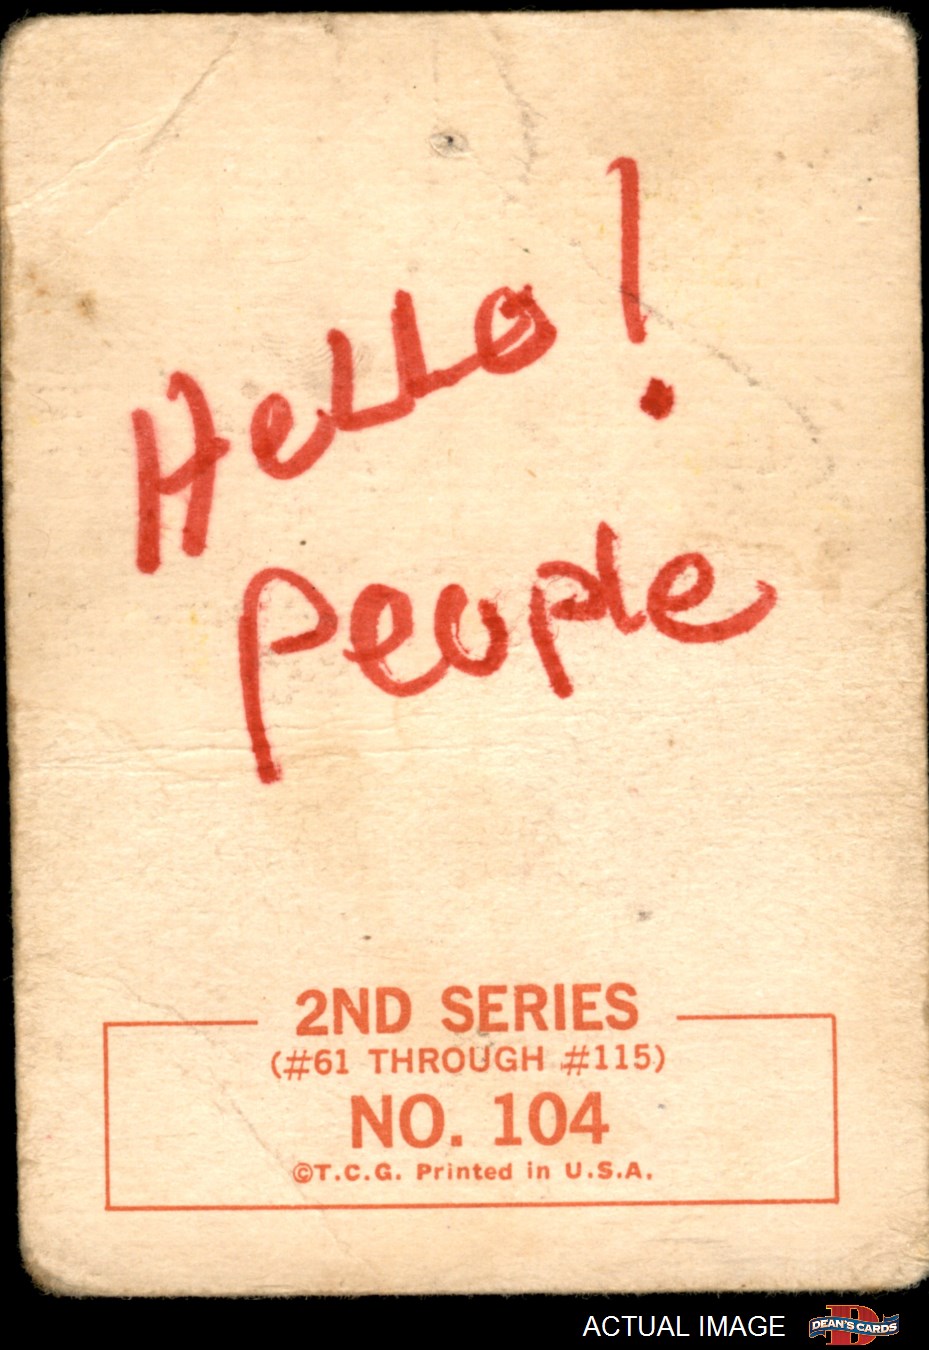 Hello!
People
2ND SERIES
(#61 THROUGH #115)
NO. 104
©T.C.G. Printed in U.S.A.
ACTUAL IMAGE
DEAN'S CARDS